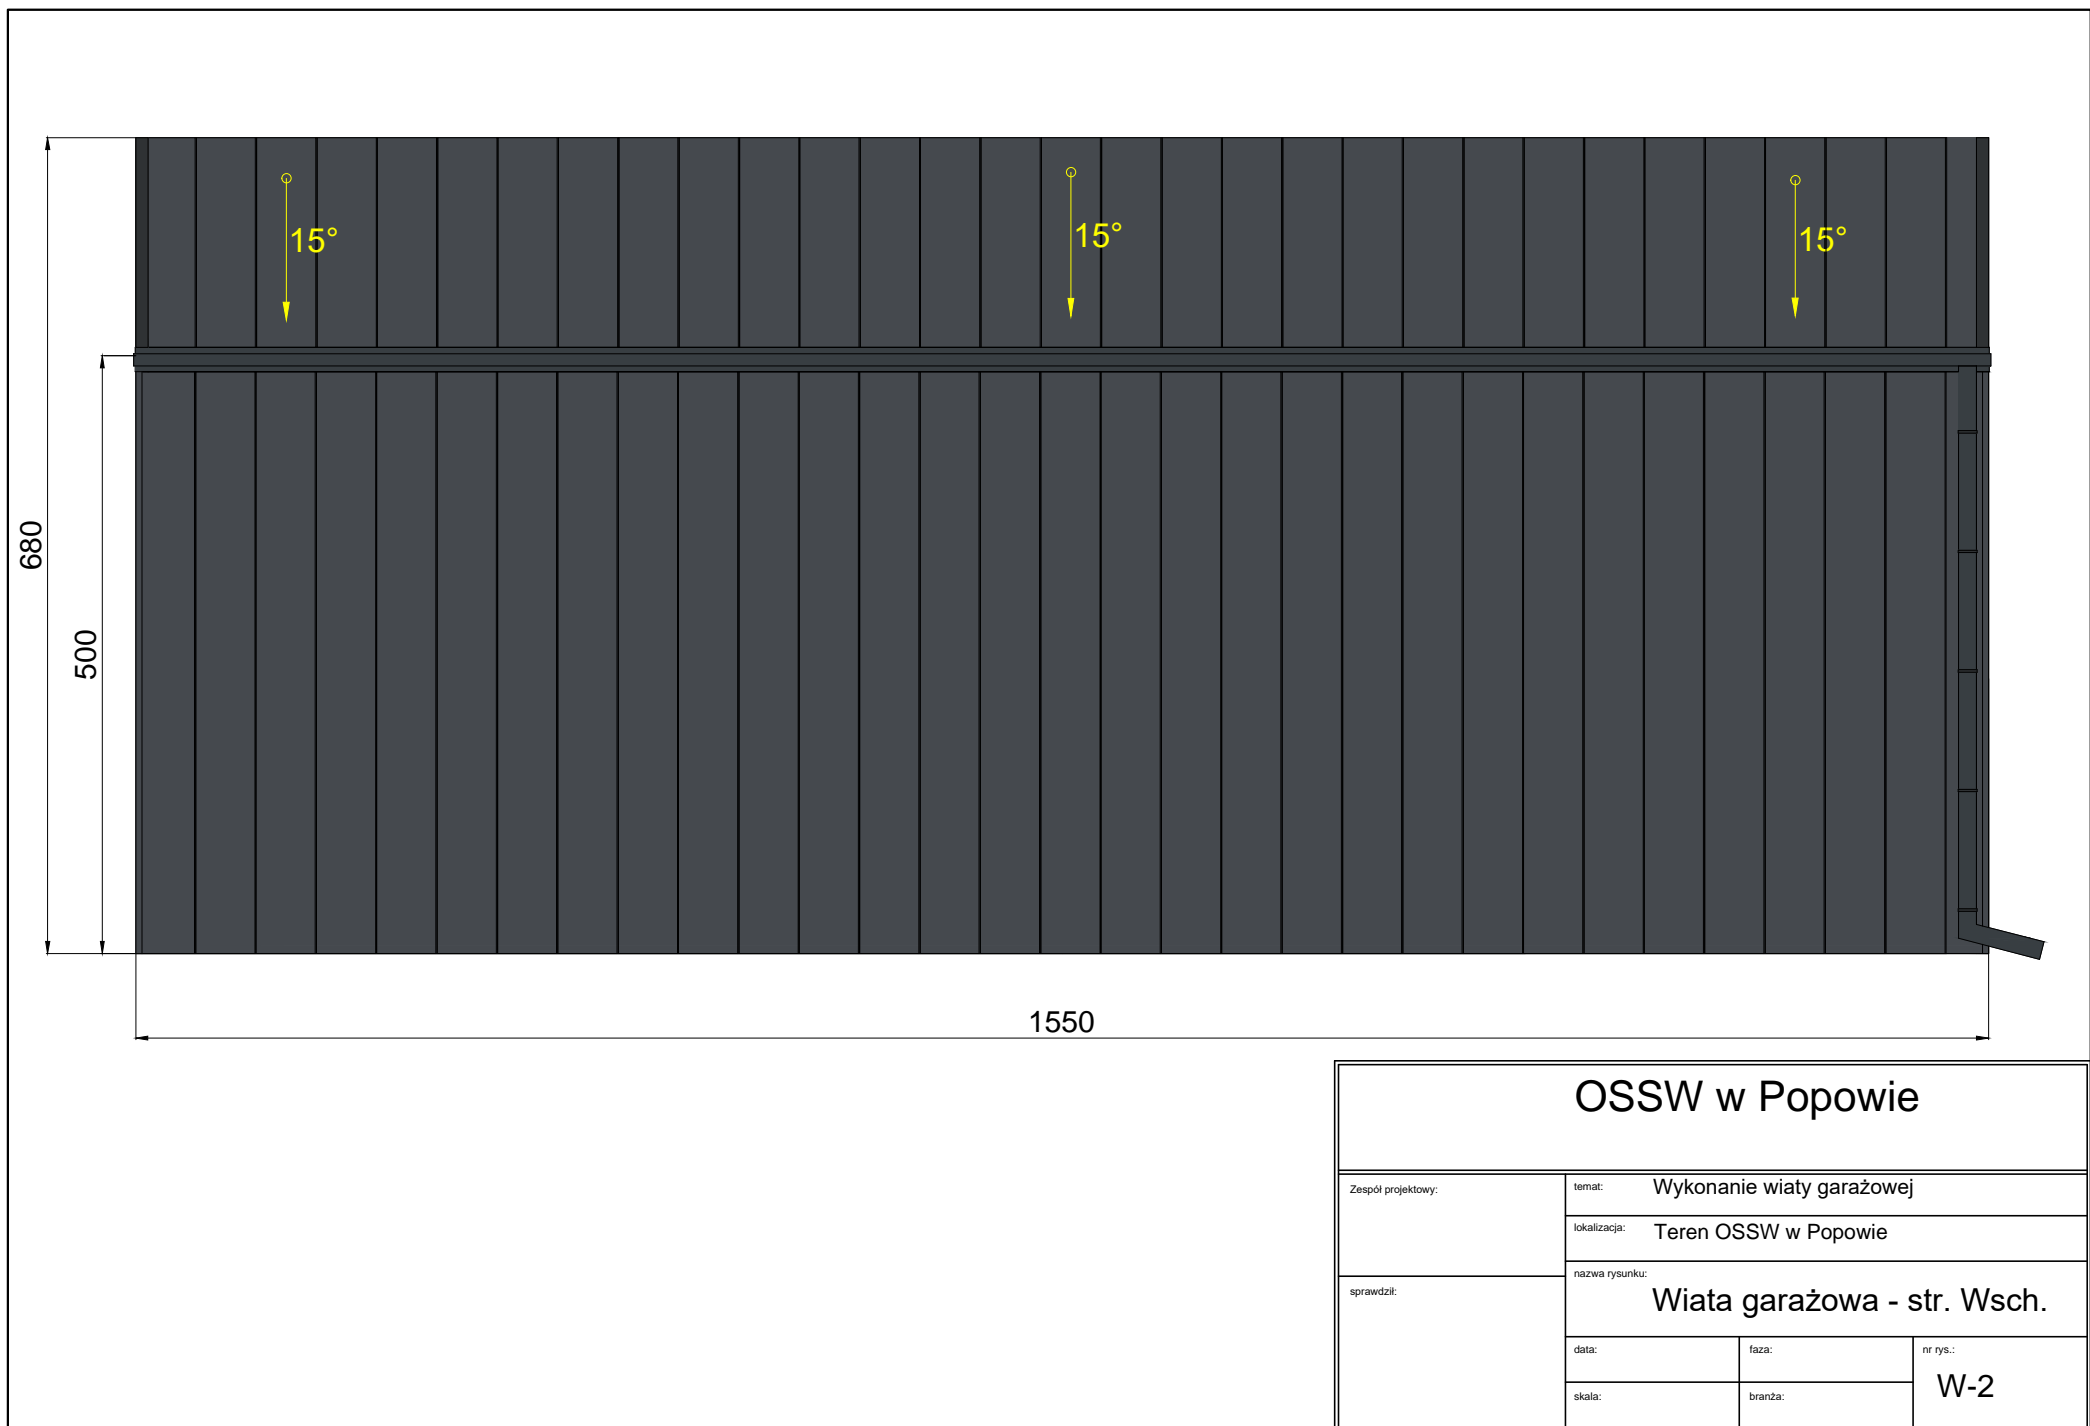 15°
15°
15°
680
500
1550
OSSW w Popowie
Zespół projektowy:
temat: Wykonanie wiaty garażowej
lokalizacja: Teren OSSW w Popowie
nazwa rysunku:
Wiata garażowa - str. Wsch.
sprawdził:
data:
faza:
nr rys.:
W-2
skala:
branża: